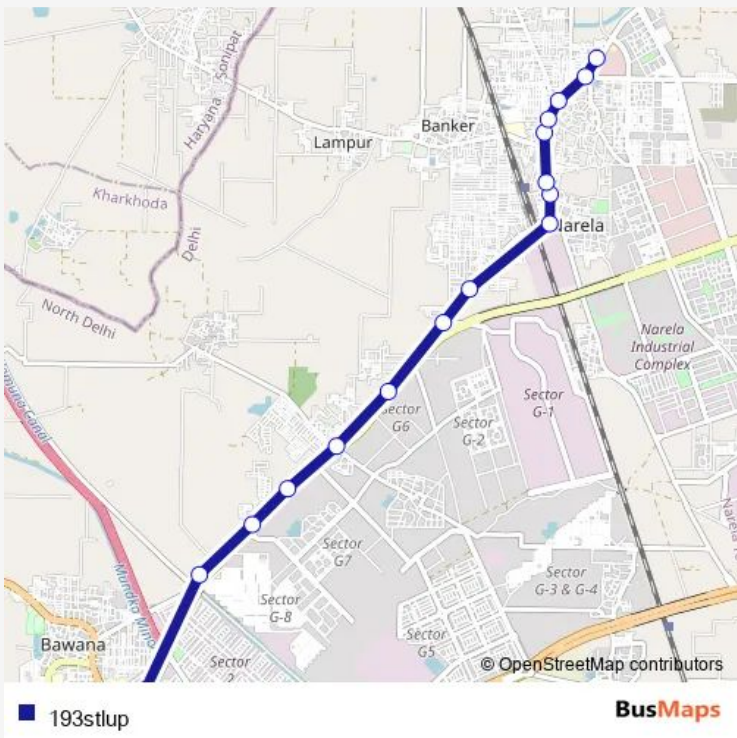 Sonipat
Haryana
Banker
Lampur
Kharkhoda
Delhi
Narela
North Delhi
Narela
Industrial
Complex
Sector
G-1
Sector
G6
Sector
G-2
Sector
G7
Sector
G-3 & G-4
Sector
G-8
Sector
G5
Bawana
Sector
2
© OpenStreetMap contributors
193stlup
BusMaps